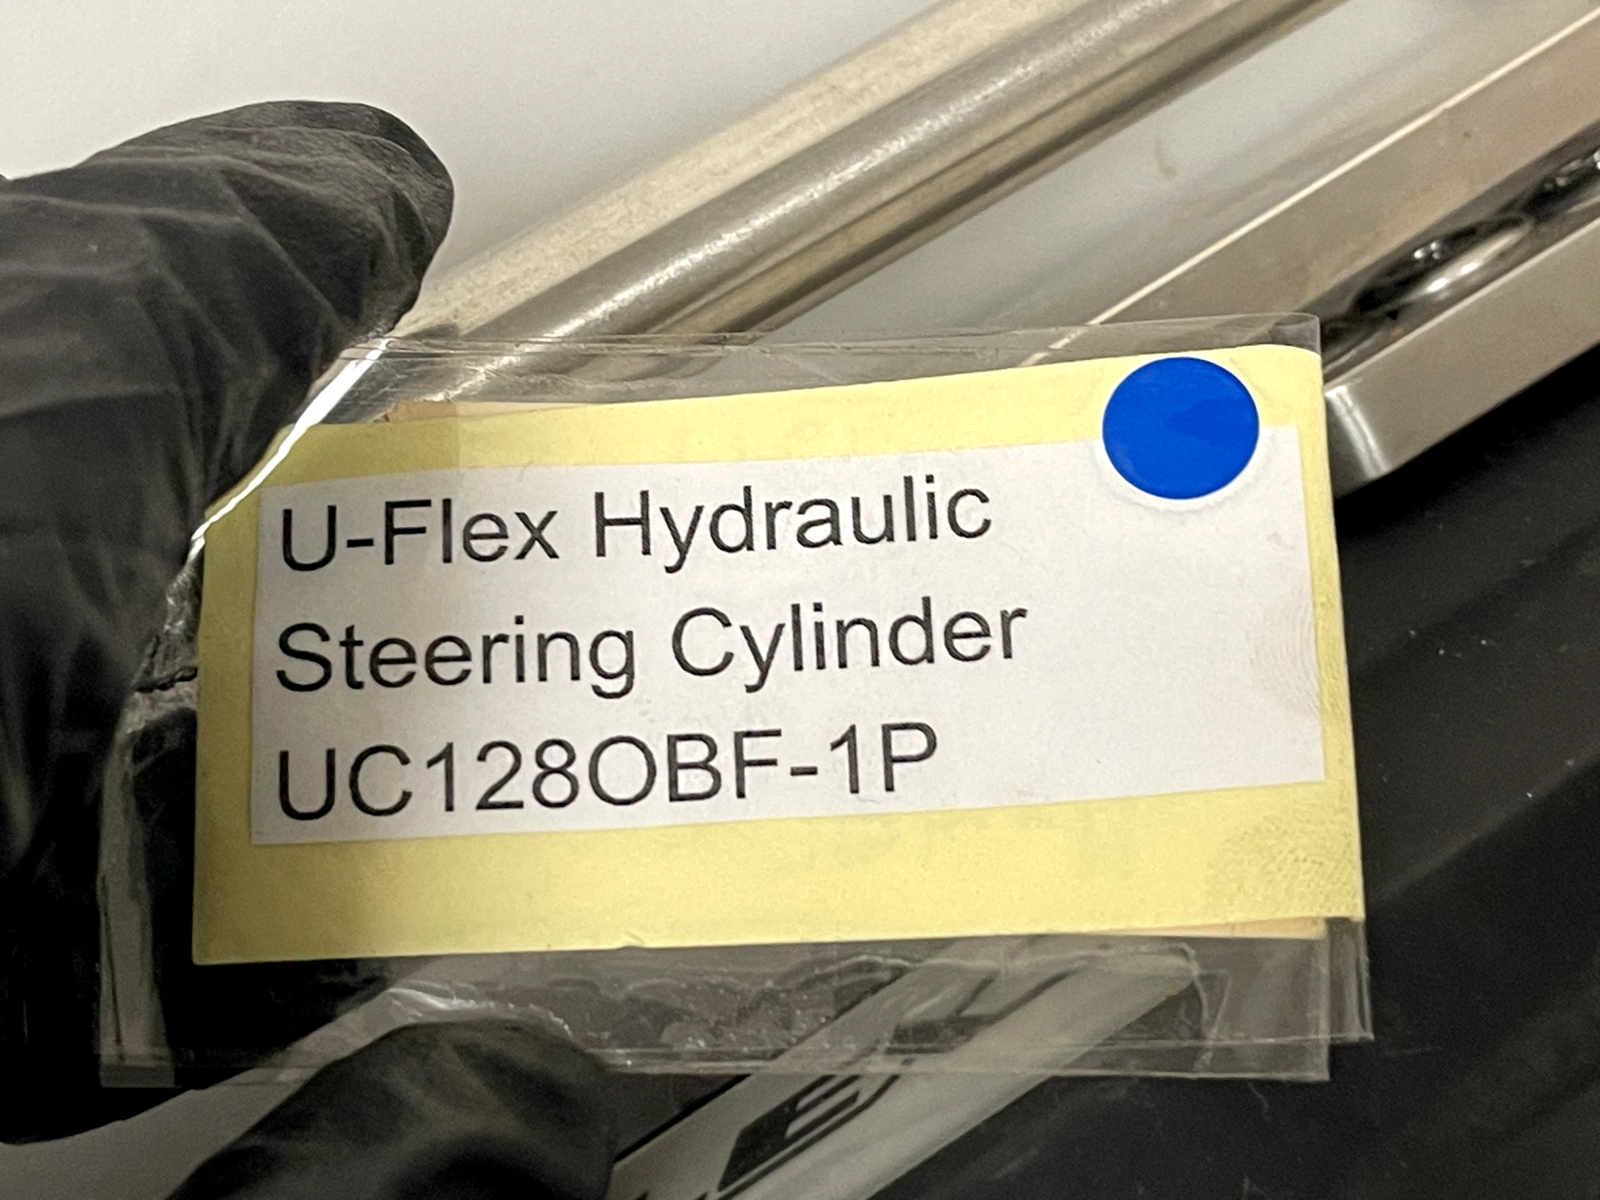 U-Flex Hydraulic
Steering Cylinder
UC128OBF-1P